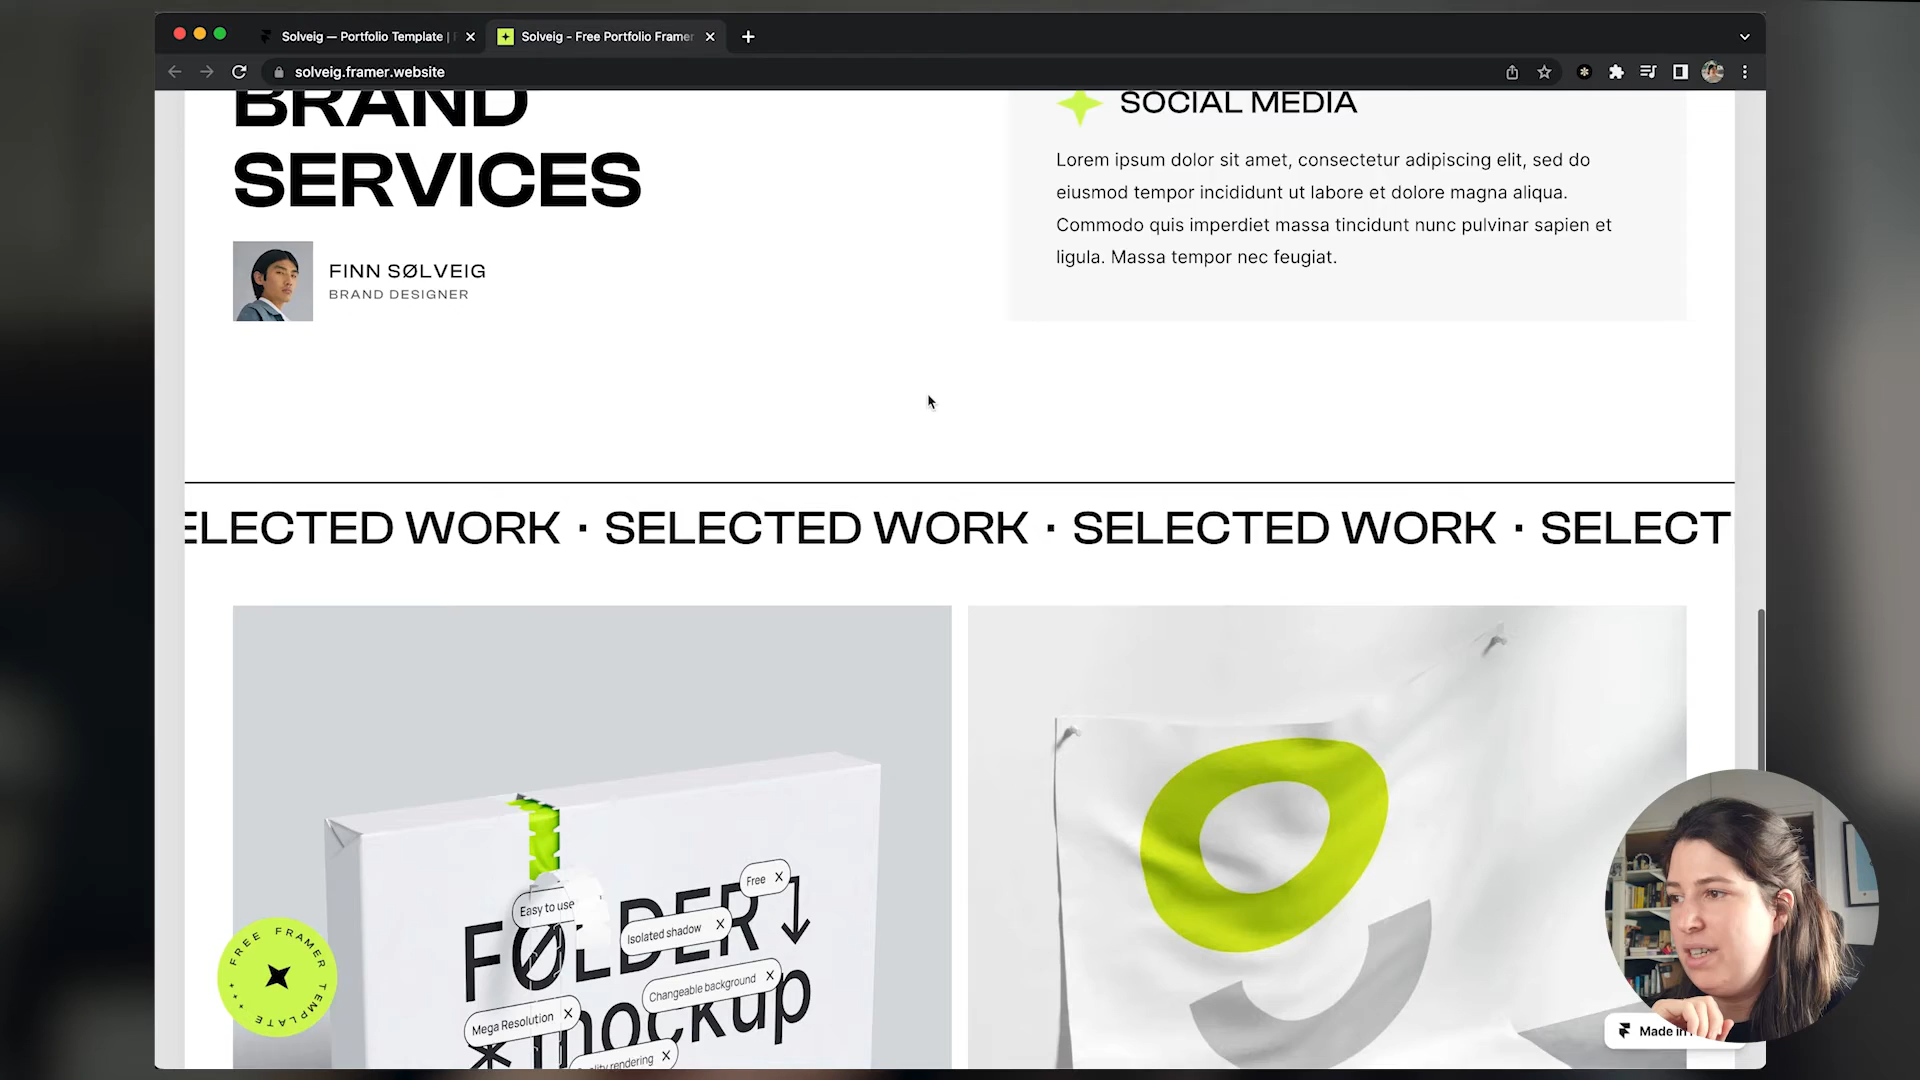 Solveig — Portfolio Template |
Solveig - Free Portfolio Framer
solveig.framer.website
BRAND
SERVICES
FINN SØLVEIG
BRAND DESIGNER
SOCIAL MEDIA
Lorem ipsum dolor sit amet, consectetur adipiscing elit, sed do
eiusmod tempor incididunt ut labore et dolore magna aliqua.
Commodo quis imperdiet massa tincidunt nunc pulvinar sapien et
ligula. Massa tempor nec feugiat.
ELECTED WORK · SELECTED WORK · SELECTED WORK · SELECT
Free X
Easy to use
FØLDER
Isolated shadow X
Changeable background X
Mega Resolution X
mockup
rendering X
FREE FRAMER TEMPLATE
g
Made in